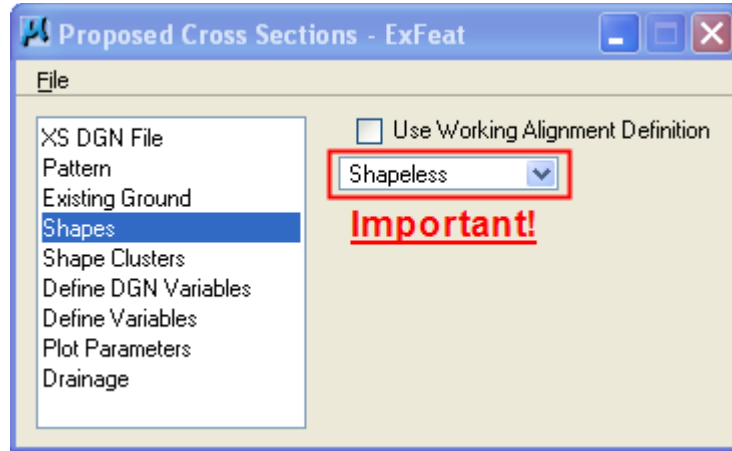 Proposed Cross Sections - ExFeat
File
XS DGN File
Pattern
Existing Ground
Shapes
Shape Clusters
Define DGN Variables
Define Variables
Plot Parameters
Drainage
Use Working Alignment Definition
Shapeless
Important!